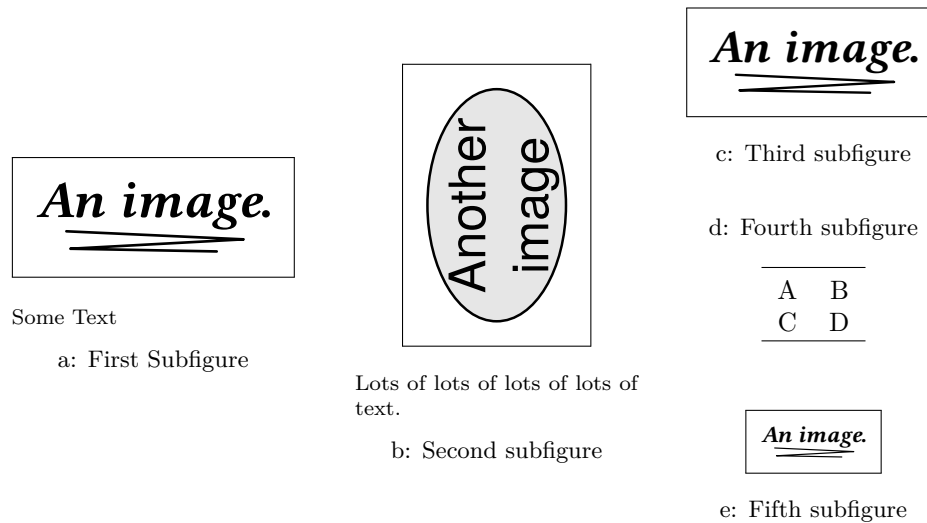 An image.
Some Text
a: First Subfigure
Another
image
Lots of lots of lots of lots of
text.
b: Second subfigure
An image.
c: Third subfigure
d: Fourth subfigure
A B
C D
An image.
e: Fifth subfigure